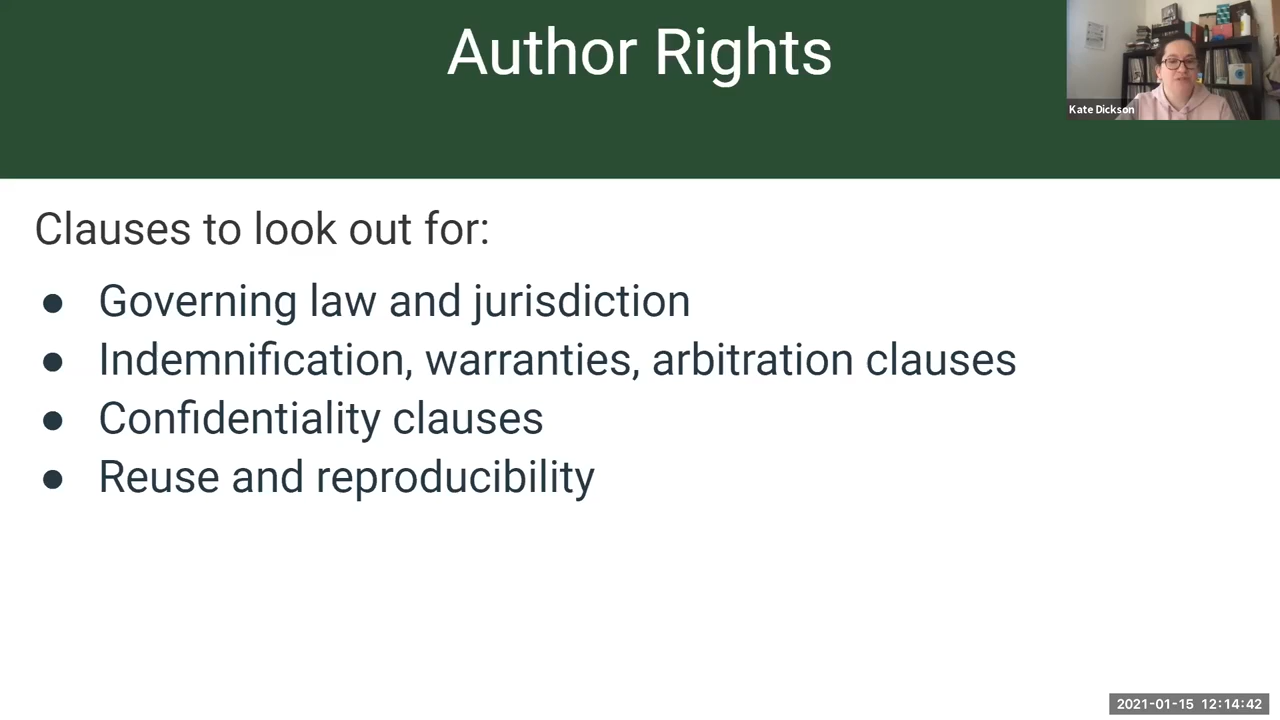 Author Rights
Kate Dickson
Clauses to look out for:
● Governing law and jurisdiction
● Indemnification, warranties, arbitration clauses
● Confidentiality clauses
● Reuse and reproducibility
2021-01-15 12:14:42